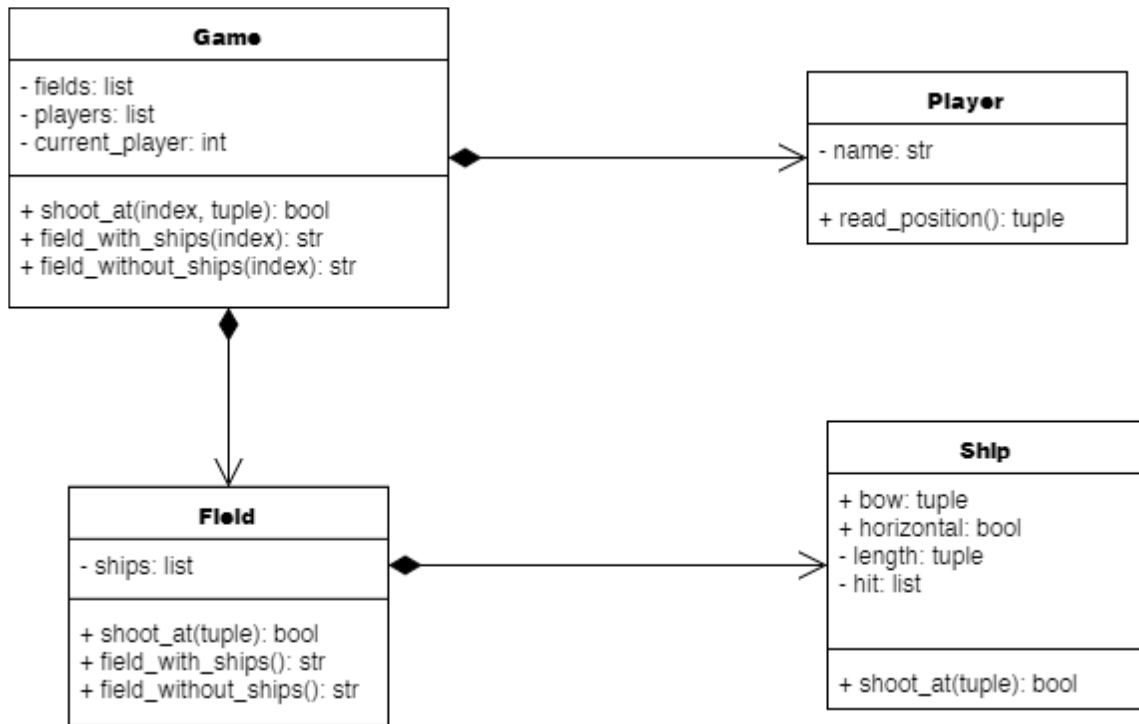 Game
- fields: list
- players: list
- current_player: int
+ shoot_at(index, tuple): bool
+ field_with_ships(index): str
+ field_without_ships(index): str
Player
- name: str
+ read_position(): tuple
Field
- ships: list
+ shoot_at(tuple): bool
+ field_with_ships(): str
+ field_without_ships(): str
Ship
+ bow: tuple
+ horizontal: bool
- length: tuple
- hit: list
+ shoot_at(tuple): bool